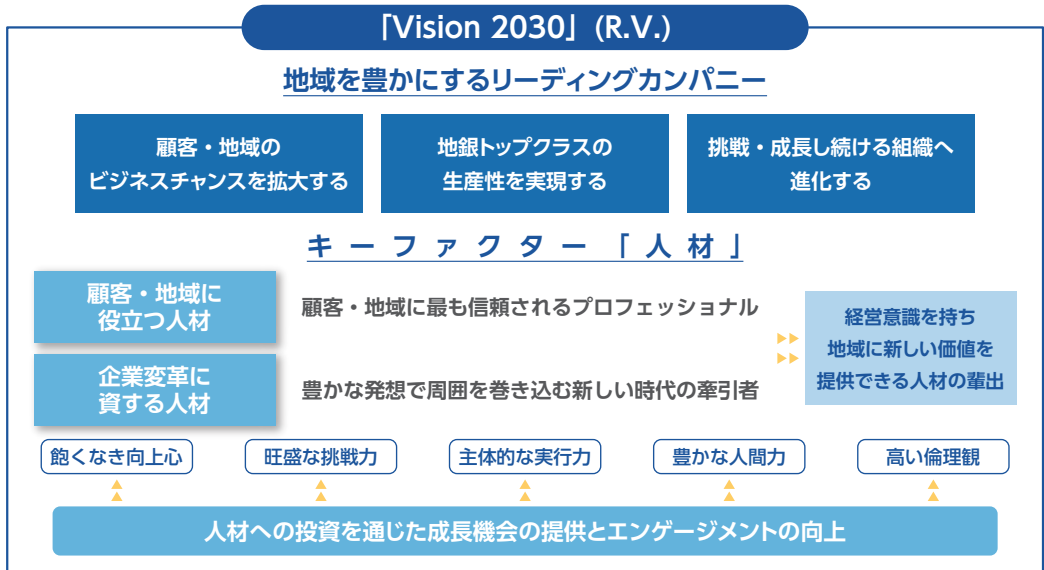 「Vision 2030」(R.V.)
地域を豊かにするリーディングカンパニー
顧客・地域の
ビジネスチャンスを拡大する
地銀トップクラスの
生産性を実現する
挑戦・成長し続ける組織へ
進化する
キーファクター「人材」
顧客・地域に
役立つ人材
顧客・地域に最も信頼されるプロフェッショナル
企業変革に
資する人材
豊かな発想で周囲を巻き込む新しい時代の牽引者
経営意識を持ち
地域に新しい価値を
提供できる人材の輩出
飽くなき向上心
旺盛な挑戦力
主体的な実行力
豊かな人間力
高い倫理観
人材への投資を通じた成長機会の提供とエンゲージメントの向上